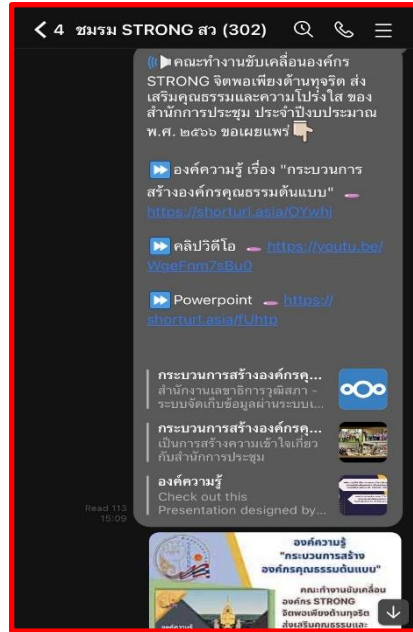 4 ชมรม STRONG สว (302)
คณะทำงานขับเคลื่อนองค์กร
STRONG จิตพอเพียงต้านทุจริต ส่ง
เสริมคุณธรรมและความโปร่งใส ของ
สำนักการประชุม ประจำปีงบประมาณ
พ.ศ. ๒๕๖๖ ขอเผยแพร่
องค์ความรู้ เรื่อง "กระบวนการ
สร้างองค์กรคุณธรรมต้นแบบ"
https://shorturl.asia/OYwhj
คลิปวิดีโอ https://youtu.be/
WgeFnm7sBu0
Powerpoint https://
shorturl.asia/fUhtp
กระบวนการสร้างองค์กรคุ...
สำนักงานเลขาธิการวุฒิสภา -
ระบบจัดเก็บข้อมูลผ่านระบบเ...
กระบวนการสร้างองค์กรคุ...
เป็นการสร้างความเข้าใจเกี่ยว
กับสำนักการประชุม
องค์ความรู้
Check out this
Presentation designed by...
Read 113
15:09
องค์ความรู้
"กระบวนการสร้าง
องค์กรคุณธรรมต้นแบบ"
คณะทำงานขับเคลื่อน
องค์กร STRONG
จิตพอเพียงต้านทุจริต
ส่งเสริมคุณธรรมและ